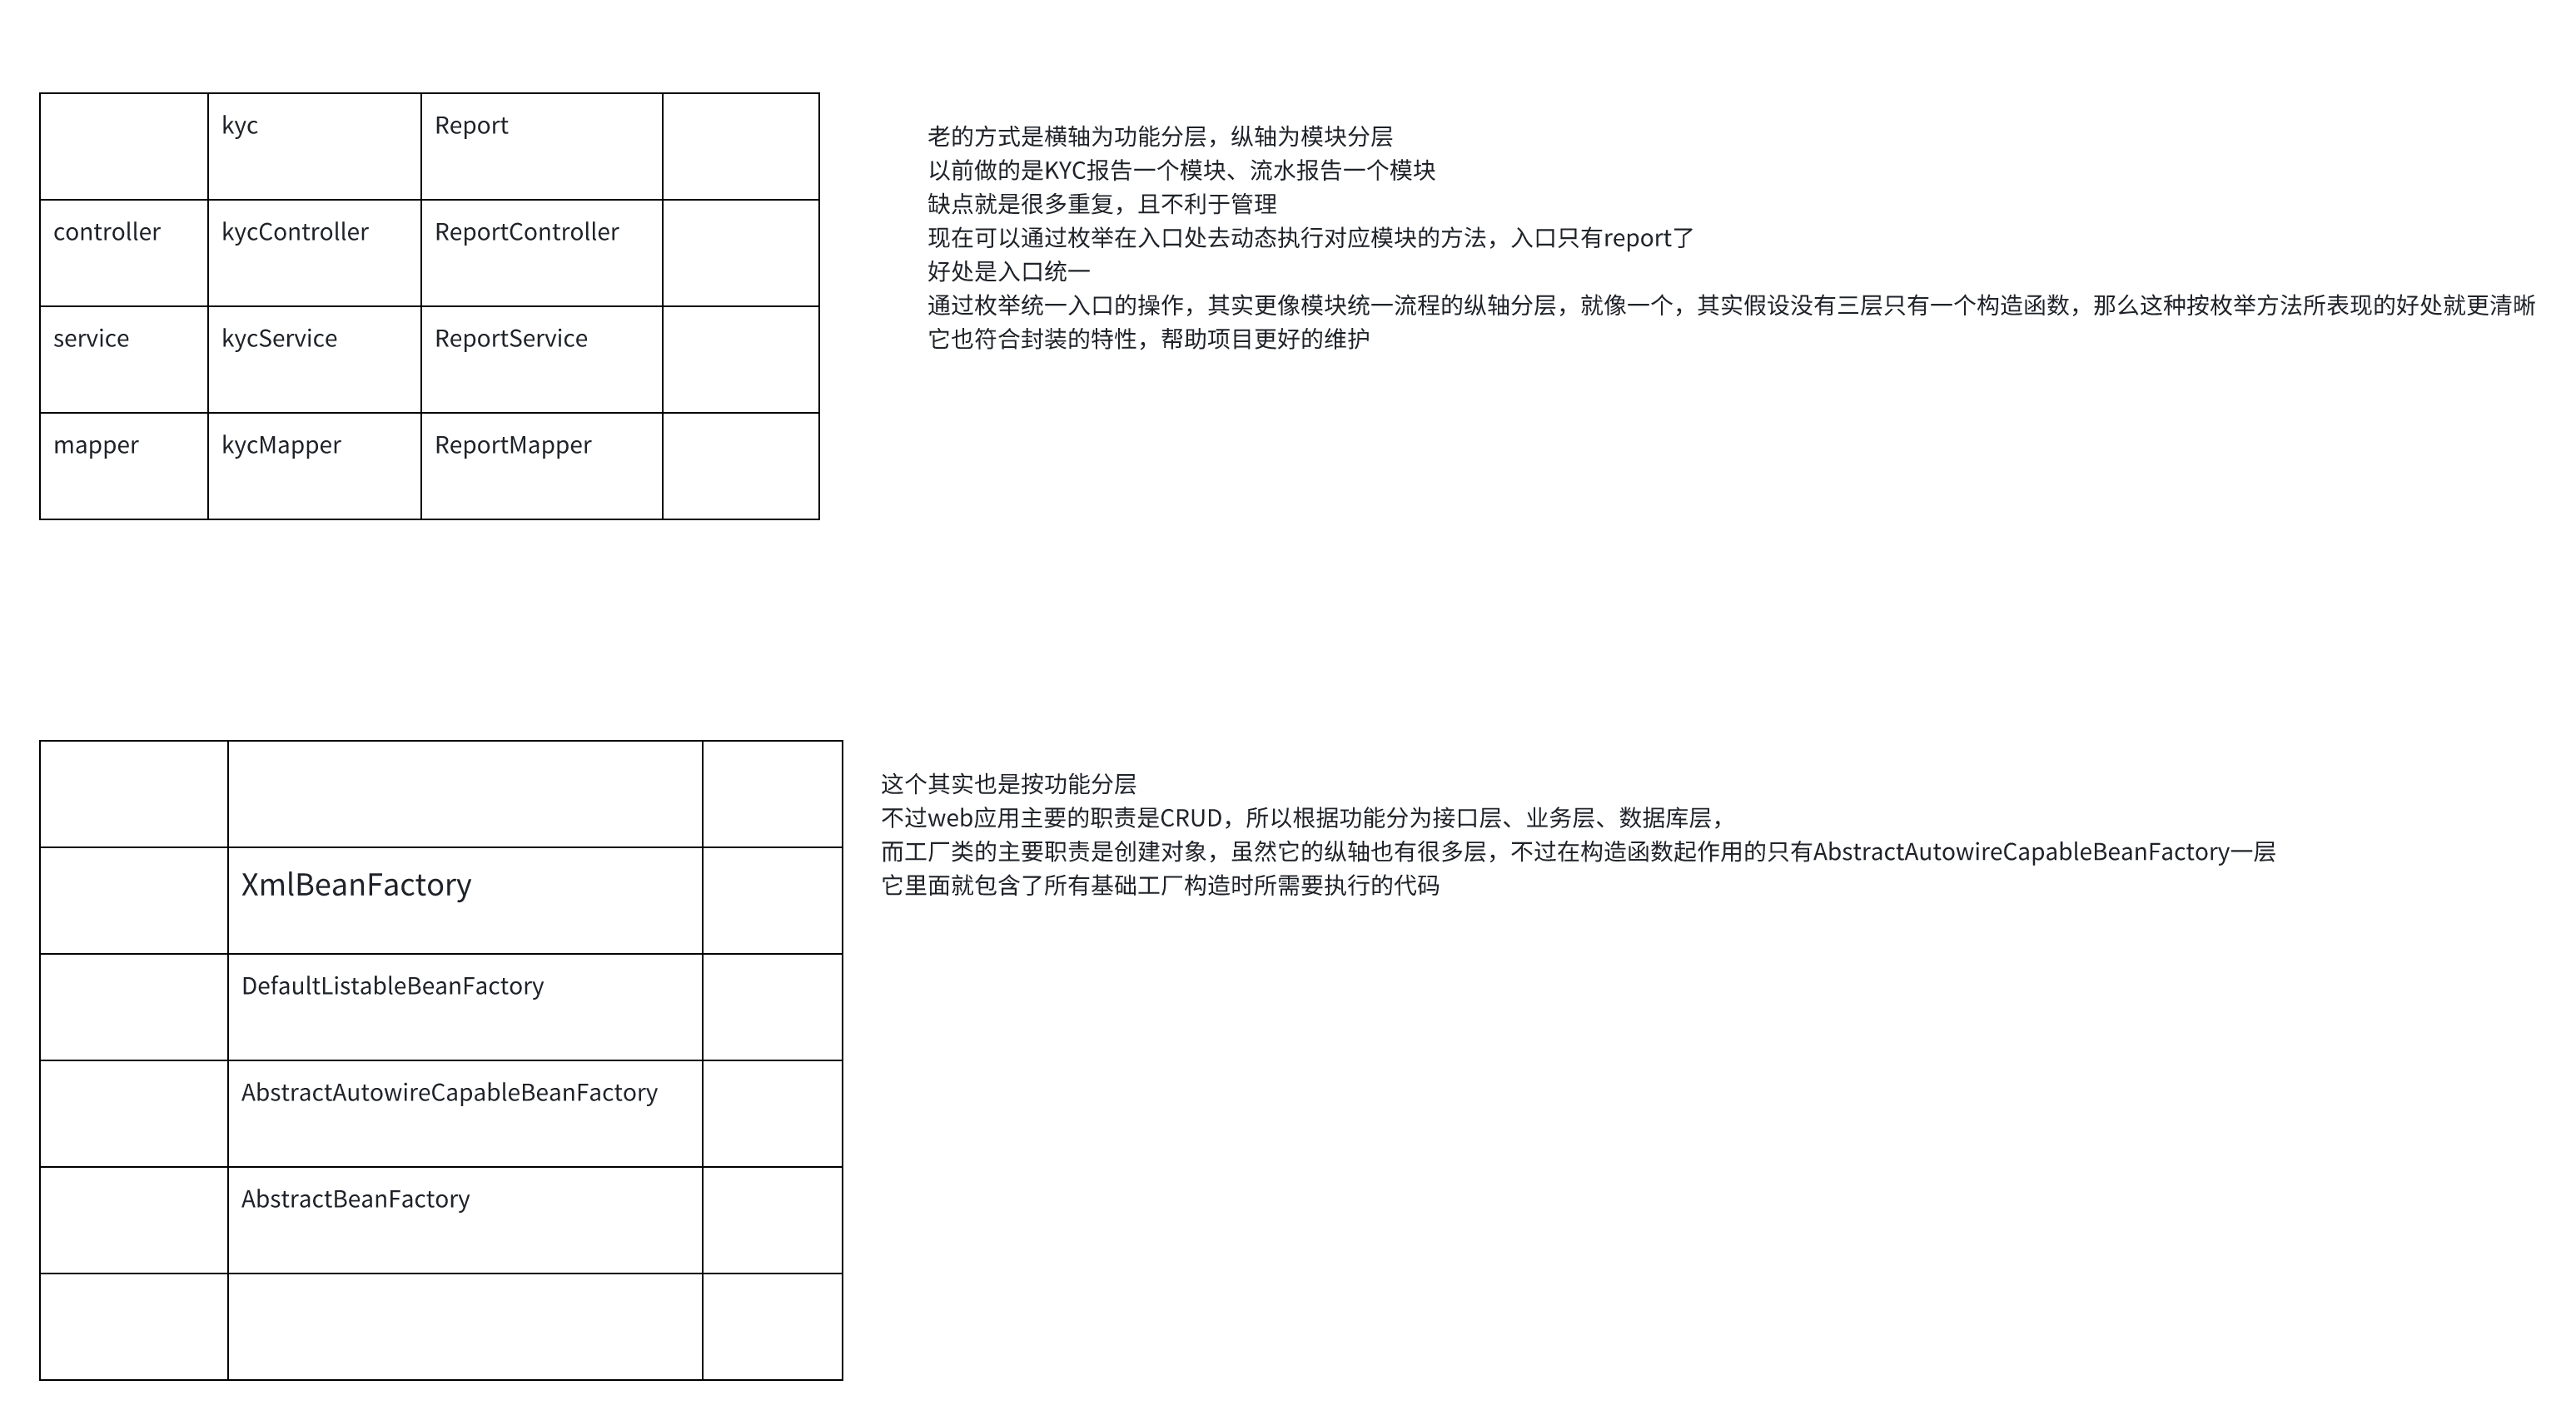 kyc Report
controller kycController ReportController
service kycService ReportService
mapper kycMapper ReportMapper
老的方式是横轴为功能分层，纵轴为模块分层
以前做的是KYC报告一个模块、流水报告一个模块
缺点就是很多重复，且不利于管理
现在可以通过枚举在入口处去动态执行对应模块的方法，入口只有report了
好处是入口统一
通过枚举统一入口的操作，其实更像模块统一流程的纵轴分层，就像一个，其实假设没有三层只有一个构造函数，那么这种按枚举方法所表现的好处就更清晰
它也符合封装的特性，帮助项目更好的维护
XmlBeanFactory
DefaultListableBeanFactory
AbstractAutowireCapableBeanFactory
AbstractBeanFactory
这个其实也是按功能分层
不过web应用主要的职责是CRUD，所以根据功能分为接口层、业务层、数据库层，
而工厂类的主要职责是创建对象，虽然它的纵轴也有很多层，不过在构造函数起作用的只有AbstractAutowireCapableBeanFactory一层
它里面就包含了所有基础工厂构造时所需要执行的代码